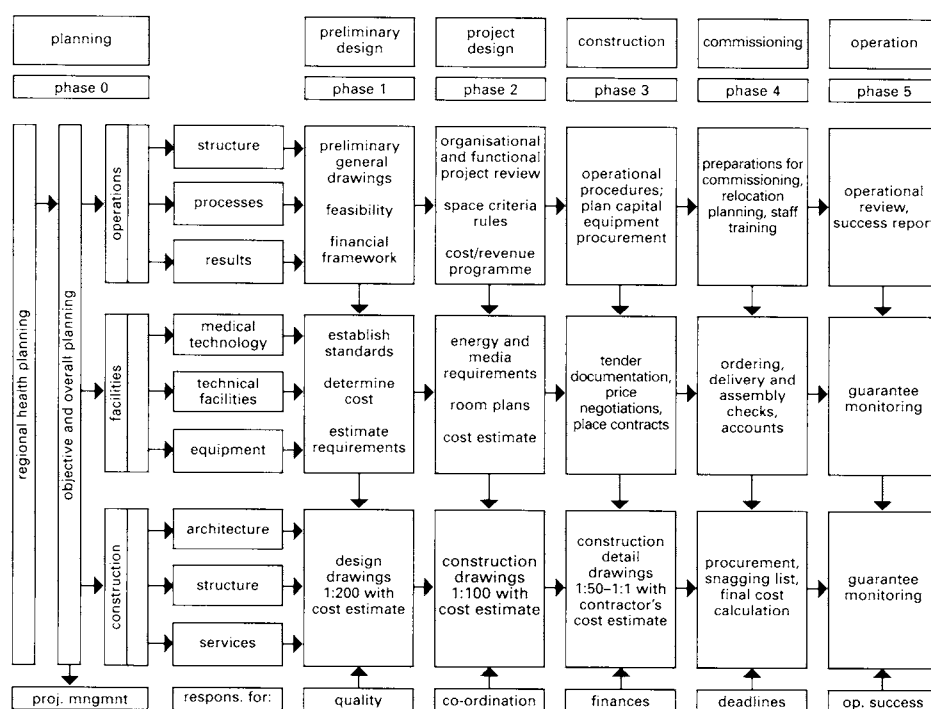 planning
preliminary
design
project
design
construction
commissioning
operation
phase 0
phase 1
phase 2
phase 3
phase 4
phase 5
regional health planning
objective and overall planning
operations
structure
processes
results
preliminary
general
drawings
feasibility
financial
framework
organisational
and functional
project review
space criteria
rules
cost/revenue
programme
operational
procedures;
plan capital
equipment
procurement
preparations for
commissioning,
relocation
planning, staff
training
operational
review,
success report
facilities
medical
technology
technical
facilities
equipment
establish
standards
determine
cost
estimate
requirements
energy and
media
requirements
room plans
cost estimate
tender
documentation,
price
negotiations,
place contracts
ordering,
delivery and
assembly
checks,
accounts
guarantee
monitoring
construction
architecture
structure
services
design
drawings
1:200 with
cost estimate
construction
drawings
1:100 with
cost estimate
construction
detail
drawings
1:50–1:1 with
contractor's
cost estimate
procurement,
snagging list,
final cost
calculation
guarantee
monitoring
proj. mngmnt
respons. for:
quality
co-ordination
finances
deadlines
op. success